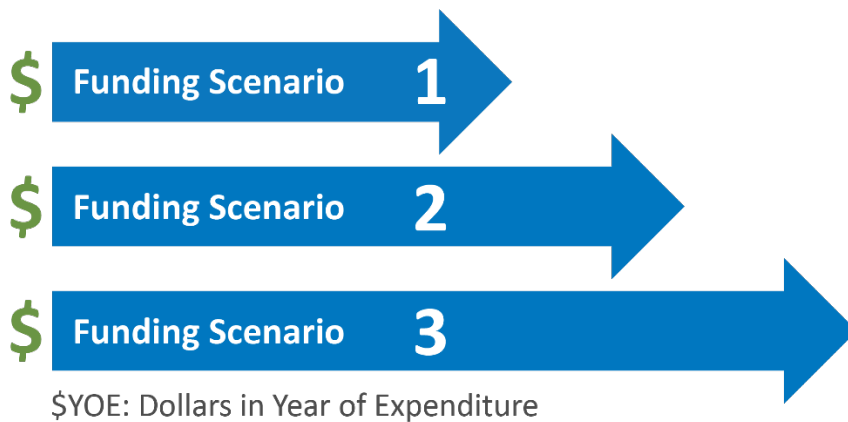 $ Funding Scenario 1
$ Funding Scenario 2
$ Funding Scenario 3
$YOE: Dollars in Year of Expenditure